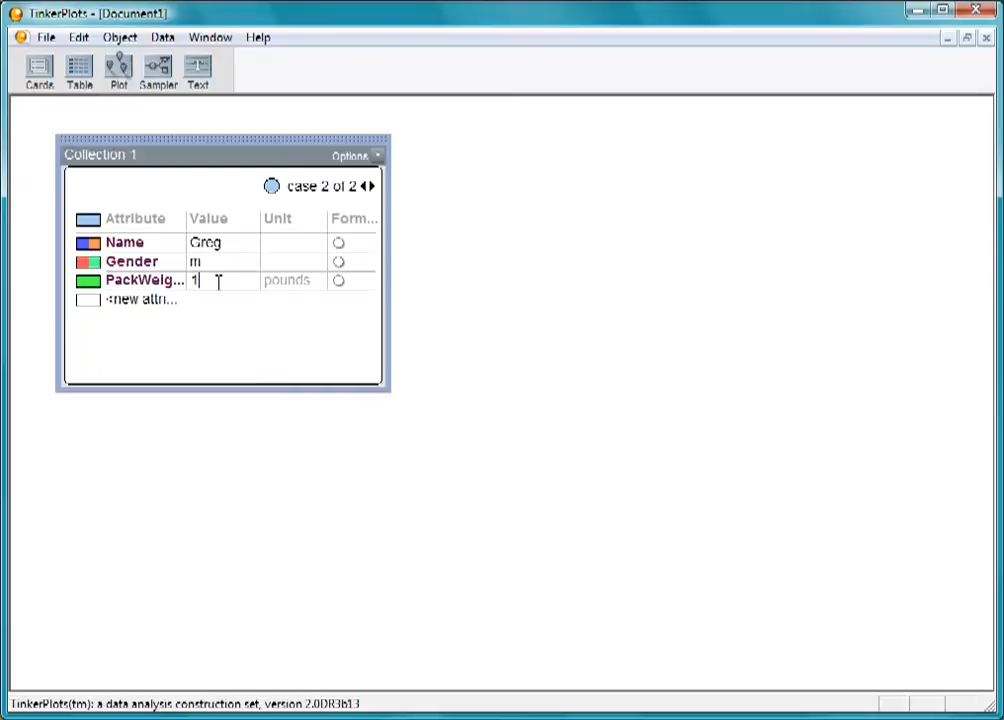 TinkerPlots - [Document1]
File Edit Object Data Window Help
Cards Table Plot Sampler Text
Collection 1 Options
case 2 of 2
Attribute Value Unit Form...
Name Greg
Gender m
PackWeig... 1 pounds
<new attri...
TinkerPlots(tm): a data analysis construction set, version 2.0DR3b13